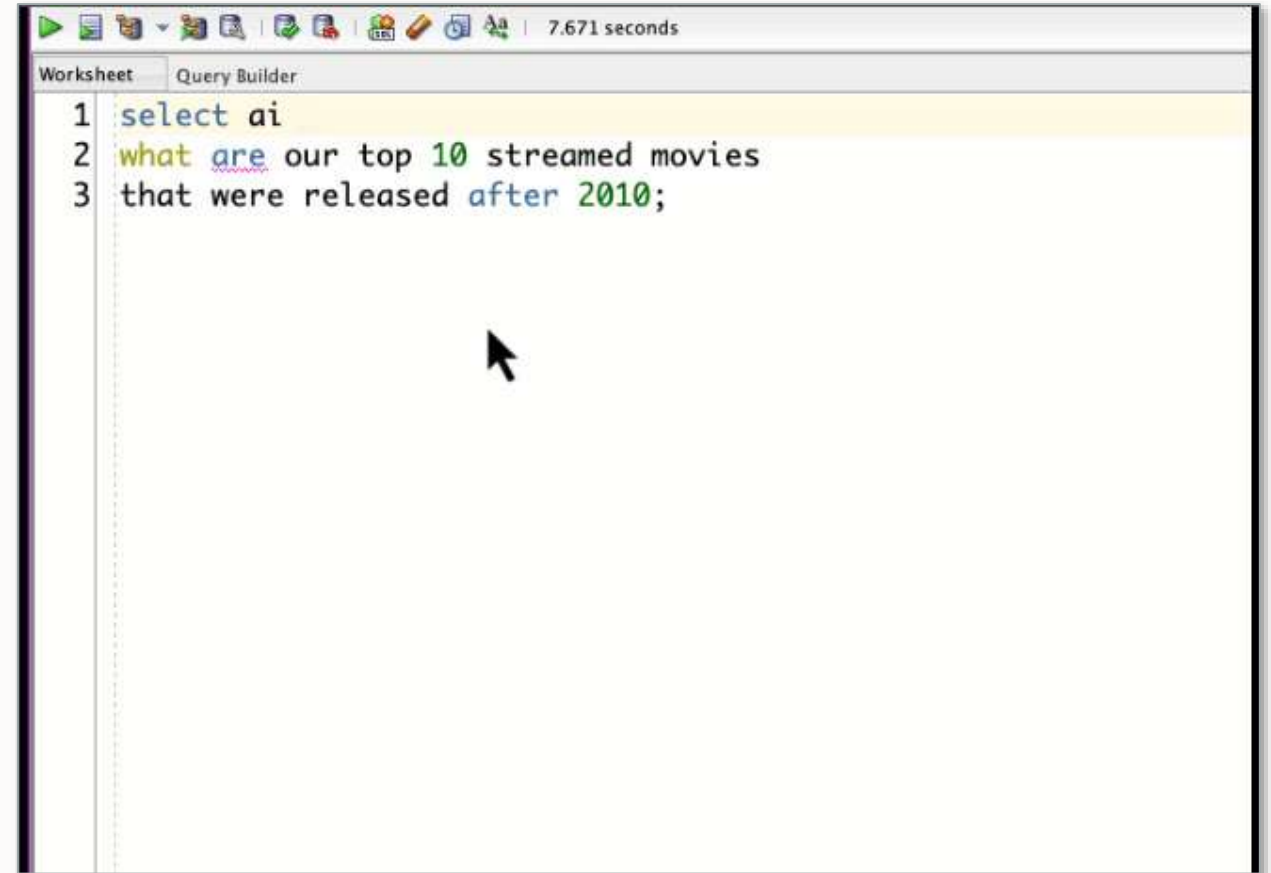 7.671 seconds
Worksheet Query Builder
1 select ai
2 what are our top 10 streamed movies
3 that were released after 2010;